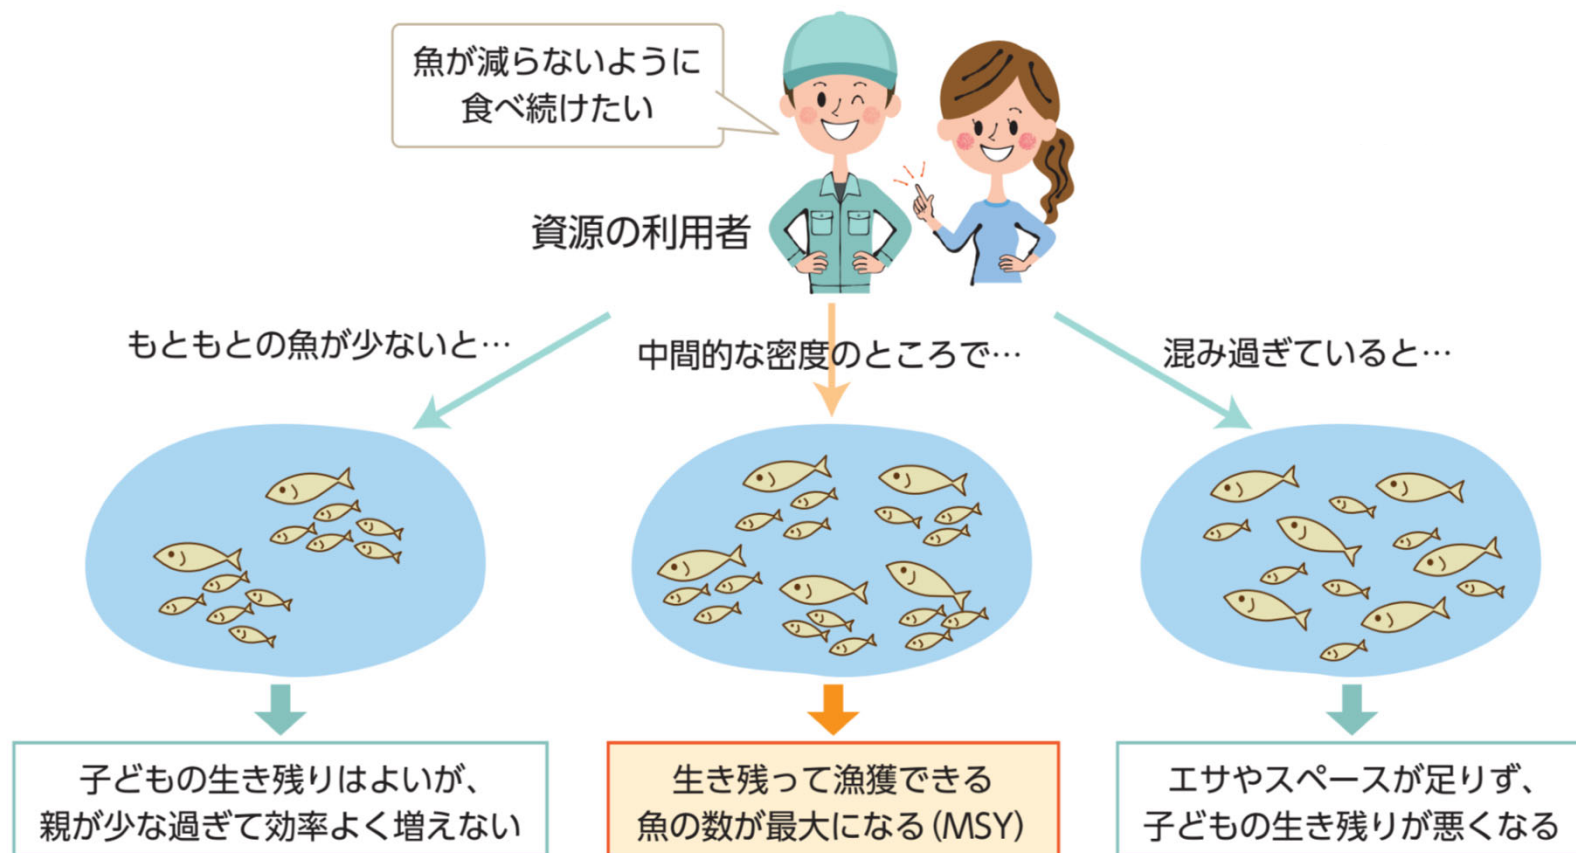 魚が減らないように
食べ続けたい
資源の利用者
もともとの魚が少ないと…
中間的な密度のところで…
混み過ぎていると…
子どもの生き残りはよいが、
親が少な過ぎて効率よく増えない
生き残って漁獲できる
魚の数が最大になる(MSY)
エサやスペースが足りず、
子どもの生き残りが悪くなる